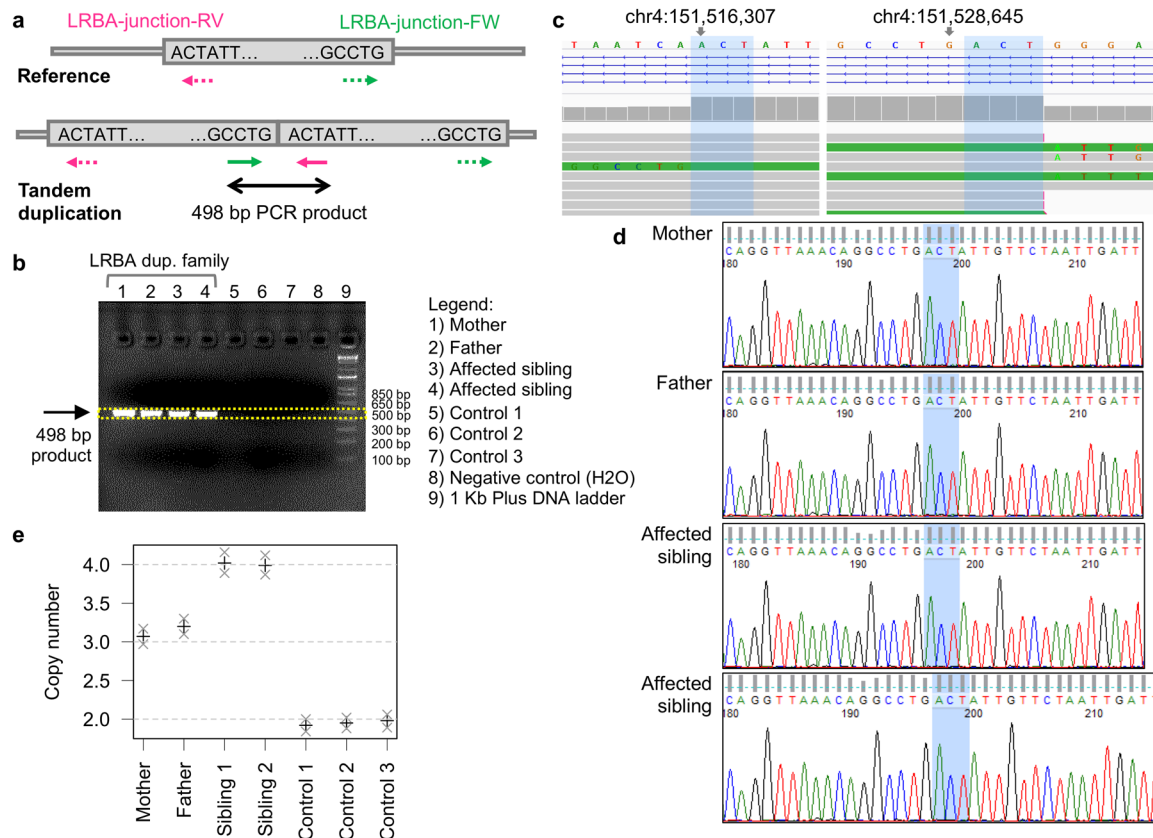 a
LRBA-junction-RV
LRBA-junction-FW
ACTATT...
...GCCTG
Reference
ACTATT...
...GCCTG
ACTATT...
...GCCTG
Tandem
duplication
498 bp PCR product
b
LRBA dup. family
1 2 3 4 5 6 7 8 9
850 bp
650 bp
500 bp
300 bp
200 bp
100 bp
498 bp
product
Legend:
1) Mother
2) Father
3) Affected sibling
4) Affected sibling
5) Control 1
6) Control 2
7) Control 3
8) Negative control (H2O)
9) 1 Kb Plus DNA ladder
c
chr4:151,516,307
chr4:151,528,645
T A A T C A A C T A T T
G C C T G A C T G G G A
G G C C T G
A T T G
A T T G
T T T
d
Mother
CAGGTTAAACAGGCCTGACTATTGTTCTAATTGATT
180 190 200 210
Father
CAGGTTAAACAGGCCTGACTATTGTTCTAATTGATT
180 190 200 210
Affected
sibling
CAGGTTAAACAGGCCTGACTATTGTTCTAATTGATT
180 190 200 210
Affected
sibling
CAGGTTAAACAGGCCTGACTATTGTTCTAATTGATT
180 190 200 210
e
Copy number
4.0
3.5
3.0
2.5
2.0
Mother
Father
Sibling 1
Sibling 2
Control 1
Control 2
Control 3